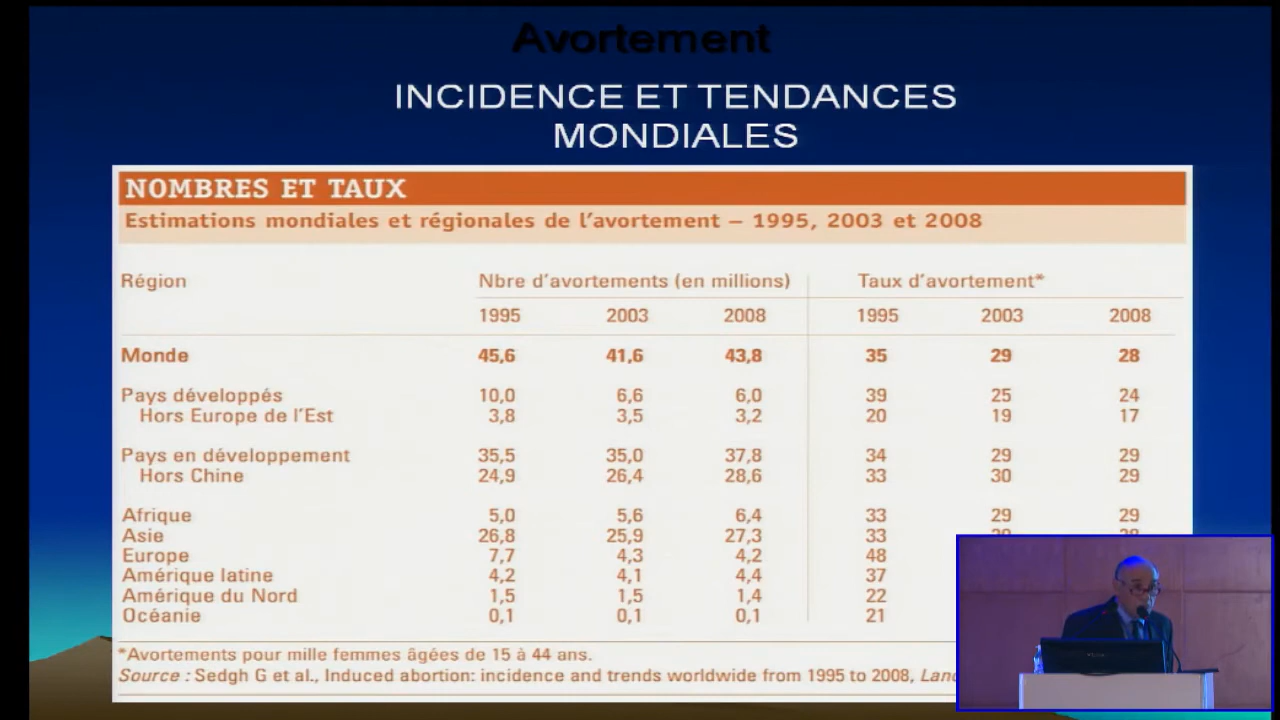 Avortement
INCIDENCE ET TENDANCES
MONDIALES
NOMBRES ET TAUX
Estimations mondiales et régionales de l'avortement – 1995, 2003 et 2008
Région Nbre d'avortements (en millions) Taux d'avortement*
1995 2003 2008 1995 2003 2008
Monde 45,6 41,6 43,8 35 29 28
Pays développés 10,0 6,6 6,0 39 25 24
Hors Europe de l'Est 3,8 3,5 3,2 20 19 17
Pays en développement 35,5 35,0 37,8 34 29 29
Hors Chine 24,9 26,4 28,6 33 30 29
Afrique 5,0 5,6 6,4 33 29 29
Asie 26,8 25,9 27,3 33
Europe 7,7 4,3 4,2 48
Amérique latine 4,2 4,1 4,4 37
Amérique du Nord 1,5 1,5 1,4 22
Océanie 0,1 0,1 0,1 21
*Avortements pour mille femmes âgées de 15 à 44 ans.
Source : Sedgh G et al., Induced abortion: incidence and trends worldwide from 1995 to 2008,